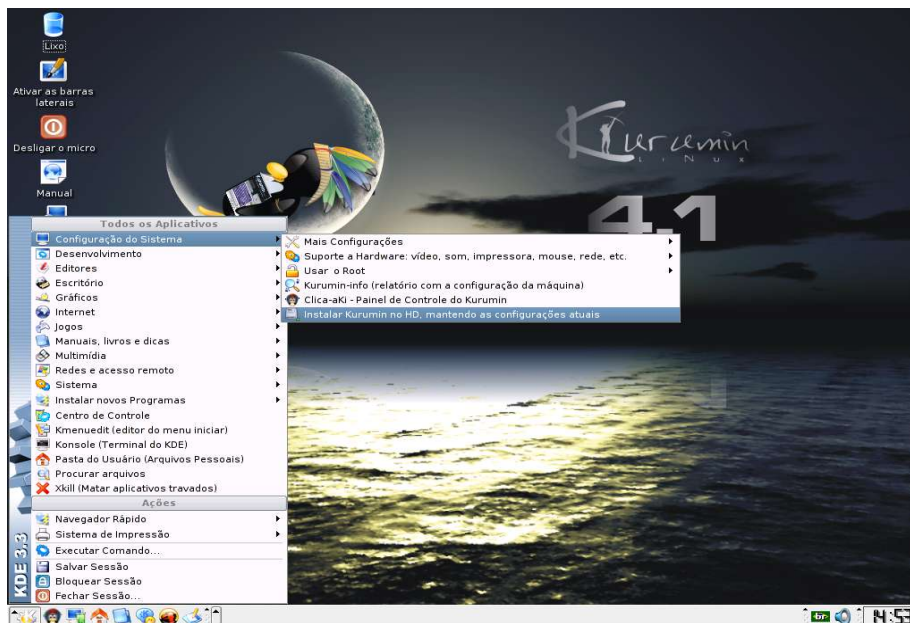 Lixo
Ativar as barras
laterais
Desligar o micro
Manual
Kurumin
LINUX
4.1
Todos os Aplicativos
Configuração do Sistema
Desenvolvimento
Editores
Escritório
Gráficos
Internet
Jogos
Manuais, livros e dicas
Multimídia
Redes e acesso remoto
Sistema
Instalar novos Programas
Centro de Controle
Kmenuedit (editor do menu iniciar)
Konsole (Terminal do KDE)
Pasta do Usuário (Arquivos Pessoais)
Procurar arquivos
Xkill (Matar aplicativos travados)
Ações
Navegador Rápido
Sistema de Impressão
Executar Comando...
Salvar Sessão
Bloquear Sessão
Fechar Sessão...
KDE 3.3
Mais Configurações
Suporte a Hardware: vídeo, som, impressora, mouse, rede, etc.
Usar o Root
Kurumin-info (relatório com a configuração da máquina)
Clica-aKi - Painel de Controle do Kurumin
Instalar Kurumin no HD, mantendo as configurações atuais
br